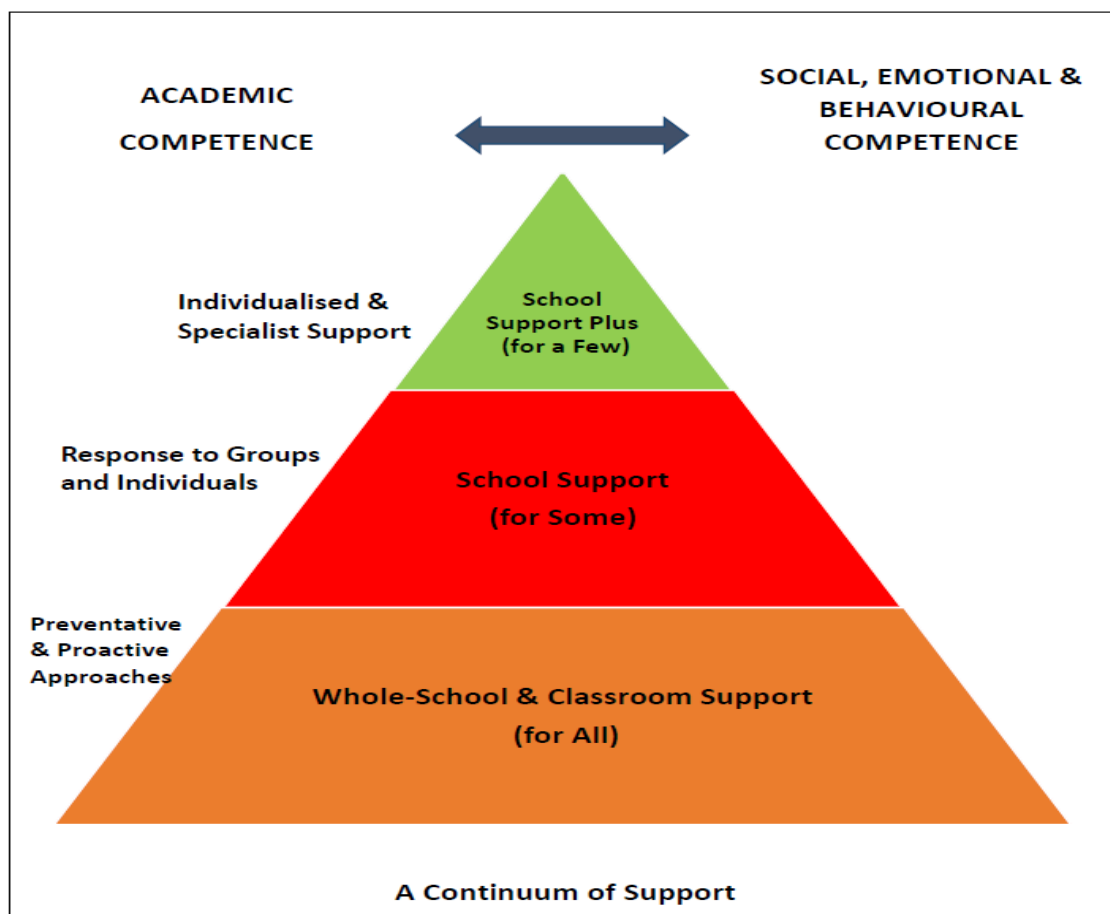 ACADEMIC
COMPETENCE
SOCIAL, EMOTIONAL &
BEHAVIOURAL
COMPETENCE
Individualised &
Specialist Support
School
Support Plus
(for a Few)
Response to Groups
and Individuals
School Support
(for Some)
Preventative
& Proactive
Approaches
Whole-School & Classroom Support
(for All)
A Continuum of Support